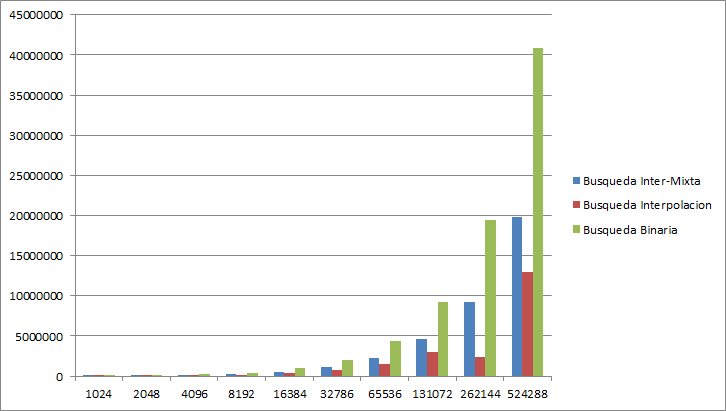 45000000
40000000
35000000
30000000
25000000
20000000
15000000
10000000
5000000
0
1024 2048 4096 8192 16384 32786 65536 131072 262144 524288
Busqueda Inter-Mixta
Busqueda Interpolacion
Busqueda Binaria